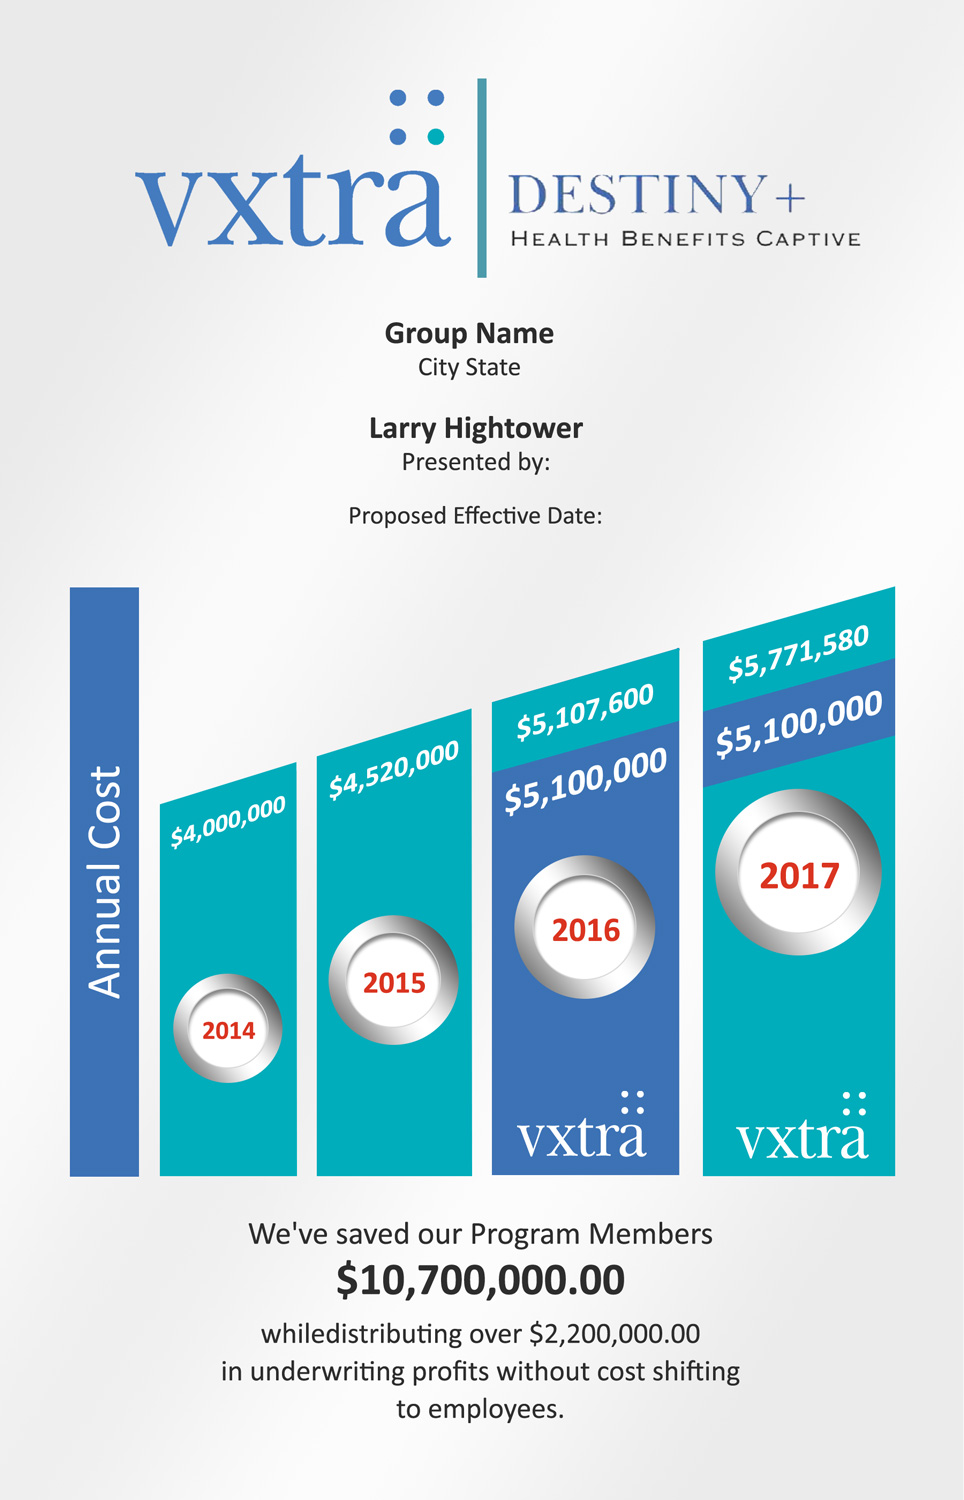 vxtra
DESTINY+
HEALTH BENEFITS CAPTIVE
Group Name
City State
Larry Hightower
Presented by:
Proposed Effective Date:
Annual Cost
$4,000,000
2014
$4,520,000
2015
$5,107,600
$5,100,000
2016
vxtra
$5,771,580
$5,100,000
2017
vxtra
We've saved our Program Members
$10,700,000.00
whiledistributing over $2,200,000.00
in underwriting profits without cost shifting
to employees.